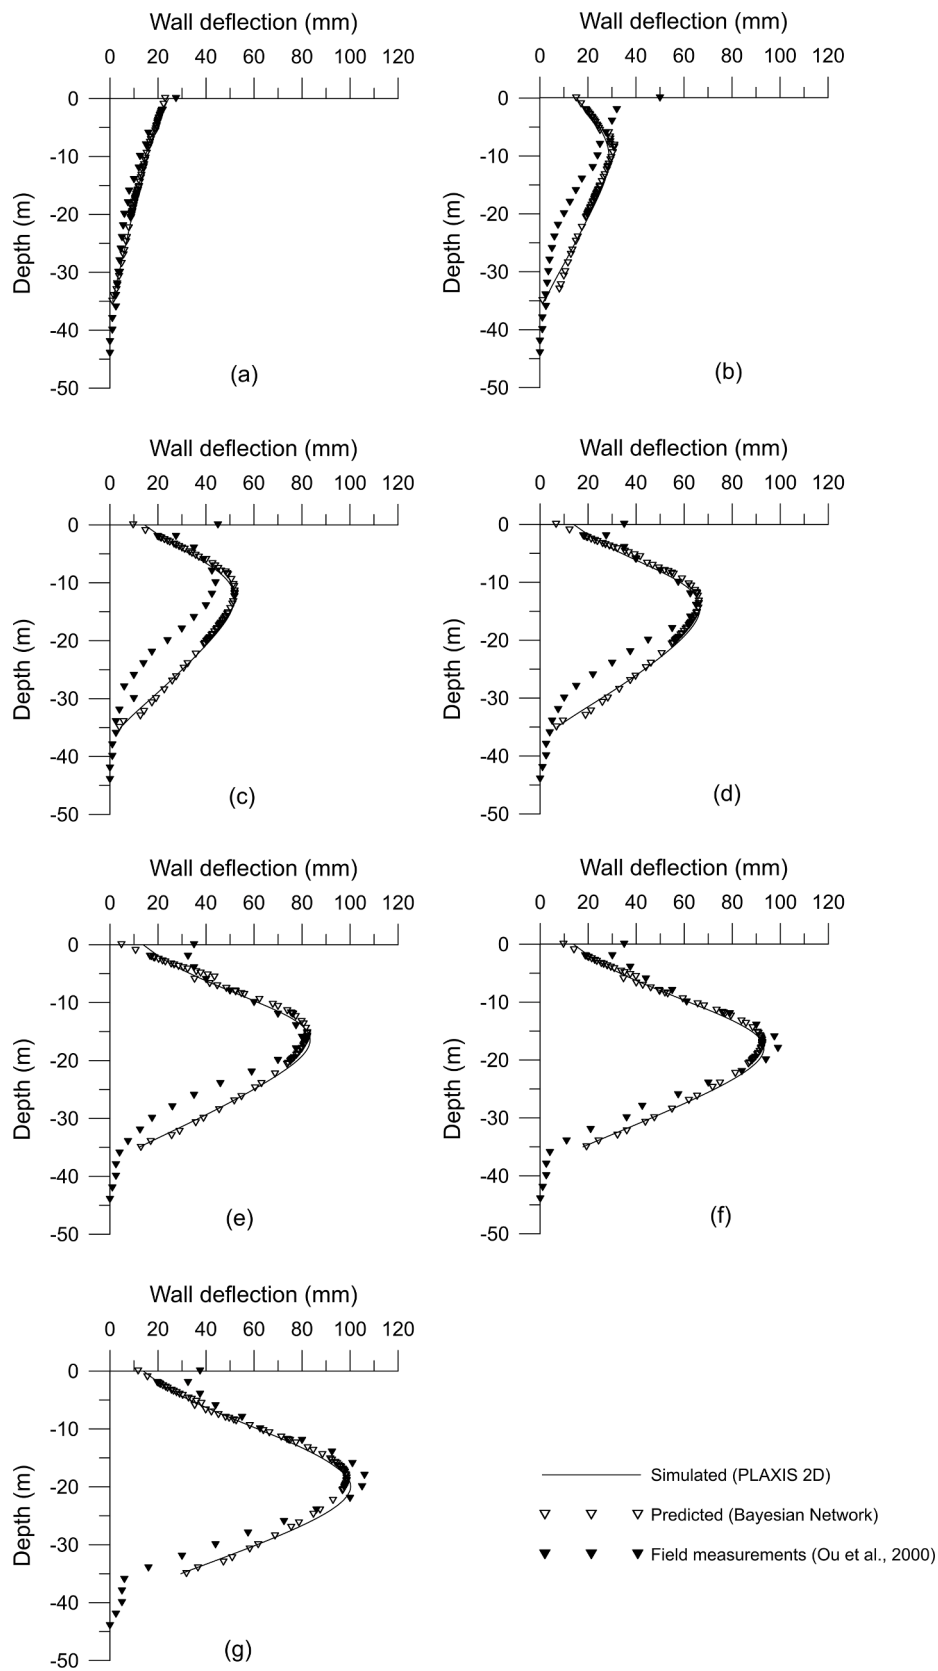 Wall deflection (mm)
0 20 40 60 80 100 120
0
-10
-20
-30
-40
-50
Depth (m)
(a)
Wall deflection (mm)
0 20 40 60 80 100 120
0
-10
-20
-30
-40
-50
Depth (m)
(b)
Wall deflection (mm)
0 20 40 60 80 100 120
0
-10
-20
-30
-40
-50
Depth (m)
(c)
Wall deflection (mm)
0 20 40 60 80 100 120
0
-10
-20
-30
-40
-50
Depth (m)
(d)
Wall deflection (mm)
0 20 40 60 80 100 120
0
-10
-20
-30
-40
-50
Depth (m)
(e)
Wall deflection (mm)
0 20 40 60 80 100 120
0
-10
-20
-30
-40
-50
Depth (m)
(f)
Wall deflection (mm)
0 20 40 60 80 100 120
0
-10
-20
-30
-40
-50
Depth (m)
(g)
Simulated (PLAXIS 2D)
Predicted (Bayesian Network)
Field measurements (Ou et al., 2000)